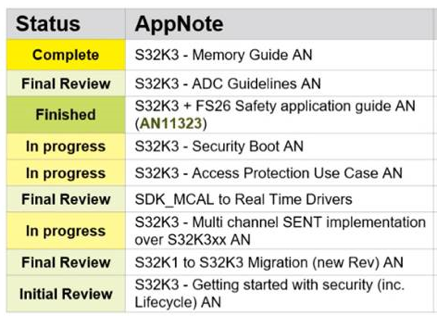 Status AppNote
Complete S32K3 - Memory Guide AN
Final Review S32K3 - ADC Guidelines AN
Finished S32K3 + FS26 Safety application guide AN
(AN11323)
In progress S32K3 - Security Boot AN
In progress S32K3 - Access Protection Use Case AN
Final Review SDK_MCAL to Real Time Drivers
In progress S32K3 - Multi channel SENT implementation
over S32K3xx AN
Final Review S32K1 to S32K3 Migration (new Rev) AN
Initial Review S32K3 - Getting started with security (inc.
Lifecycle) AN